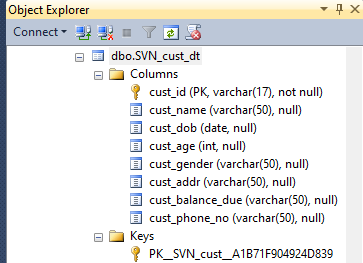 Object Explorer
Connect
dbo.SVN_cust_dt
Columns
cust_id (PK, varchar(17), not null)
cust_name (varchar(50), null)
cust_dob (date, null)
cust_age (int, null)
cust_gender (varchar(50), null)
cust_addr (varchar(50), null)
cust_balance_due (varchar(50), null)
cust_phone_no (varchar(50), null)
Keys
PK__SVN_cust__A1B71F904924D839